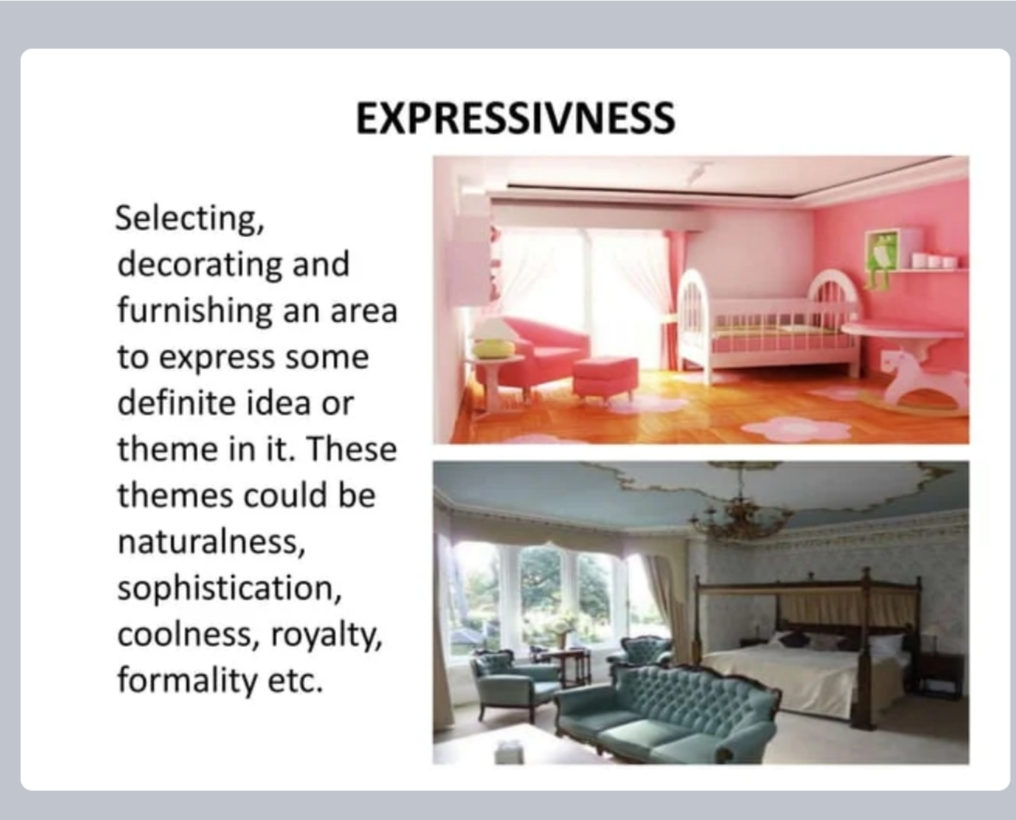 EXPRESSIVNESS
Selecting,
decorating and
furnishing an area
to express some
definite idea or
theme in it. These
themes could be
naturalness,
sophistication,
coolness, royalty,
formality etc.